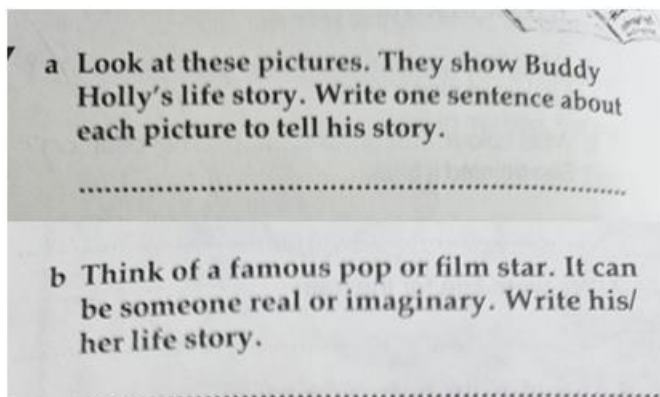 a Look at these pictures. They show Buddy
Holly's life story. Write one sentence about
each picture to tell his story.
b Think of a famous pop or film star. It can
be someone real or imaginary. Write his/
her life story.